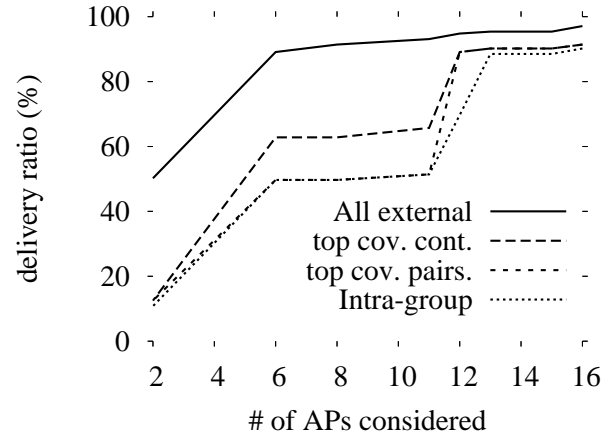 100
80
60
40
20
0
delivery ratio (%)
All external
top cov. cont.
top cov. pairs.
Intra-group
2 4 6 8 10 12 14 16
# of APs considered